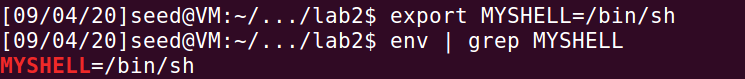 [09/04/20]seed@VM:~/.../lab2$ export MYSHELL=/bin/sh
[09/04/20]seed@VM:~/.../lab2$ env | grep MYSHELL
MYSHELL=/bin/sh